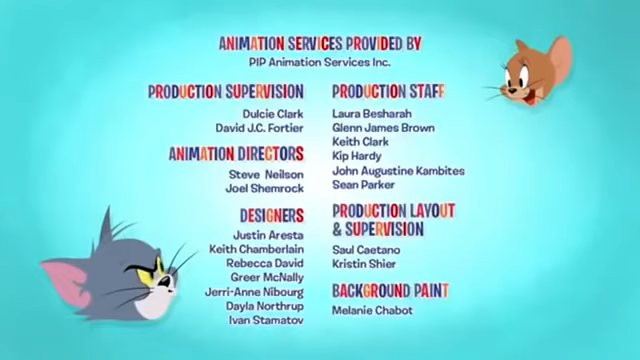 ANIMATION SERVICES PROVIDED BY
PIP Animation Services Inc.
PRODUCTION SUPERVISION
Dulcie Clark
David J.C. Fortier
ANIMATION DIRECTORS
Steve Neilson
Joel Shemrock
DESIGNERS
Justin Aresta
Keith Chamberlain
Rebecca David
Greer McNally
Jerri-Anne Nibourg
Dayla Northrup
Ivan Stamatov
PRODUCTION STAFF
Laura Besharah
Glenn James Brown
Keith Clark
Kip Hardy
John Augustine Kambites
Sean Parker
PRODUCTION LAYOUT
& SUPERVISION
Saul Caetano
Kristin Shier
BACKGROUND PAINT
Melanie Chabot